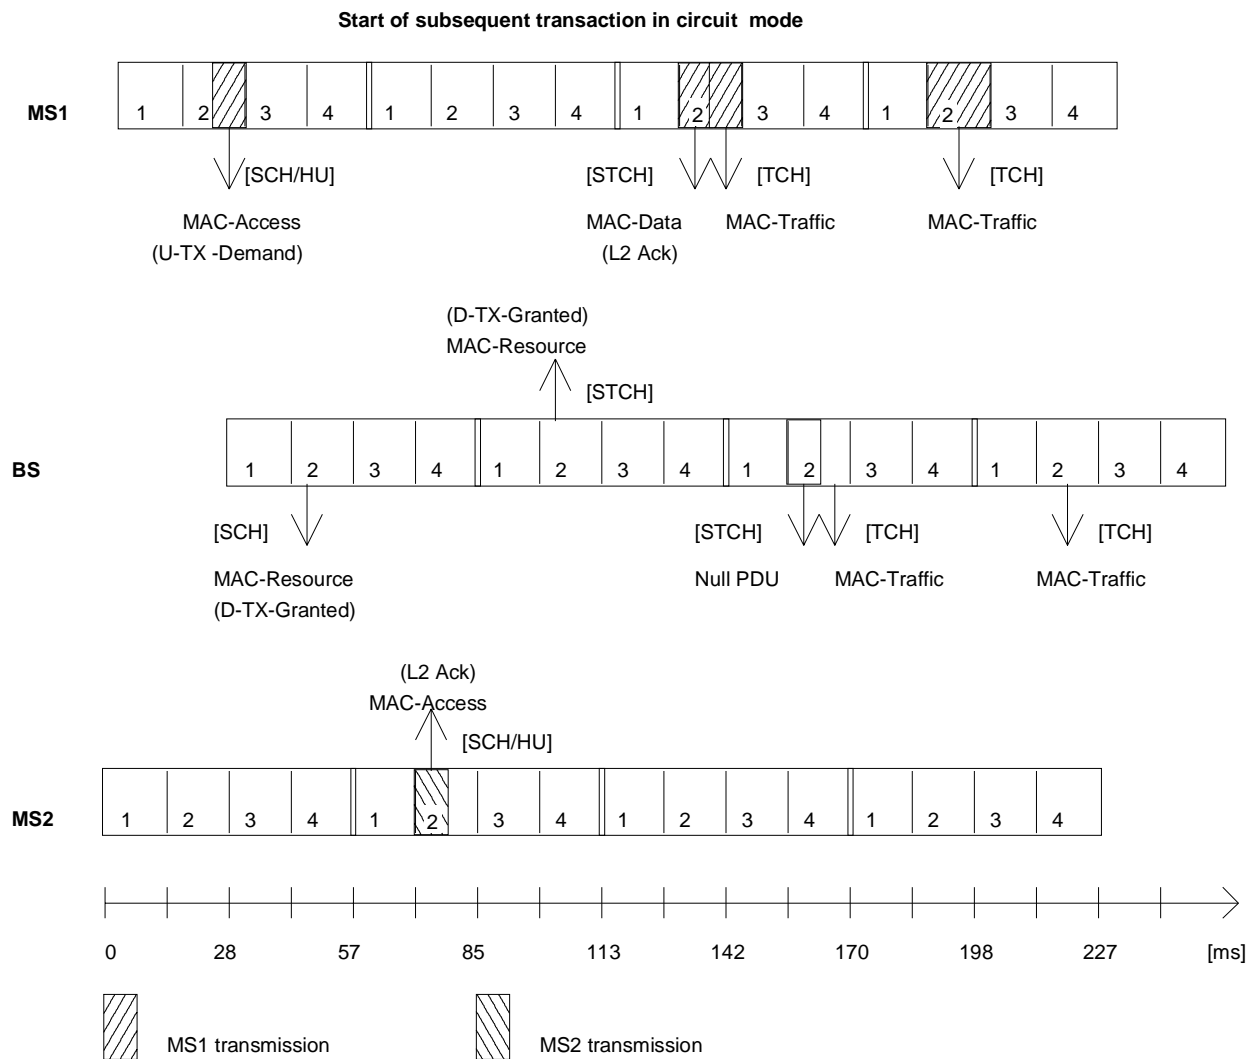 Start of subsequent transaction in circuit mode
MS1
1 2 3 4 1 2 3 4 1 2 3 4 1 2 3 4
[SCH/HU] [STCH] [TCH] [TCH]
MAC-Access MAC-Data MAC-Traffic MAC-Traffic
(U-TX -Demand) (L2 Ack)
(D-TX-Granted)
MAC-Resource
[STCH]
BS
1 2 3 4 1 2 3 4 1 2 3 4 1 2 3 4
[SCH] [STCH] [TCH] [TCH]
MAC-Resource Null PDU MAC-Traffic MAC-Traffic
(D-TX-Granted)
(L2 Ack)
MAC-Access
[SCH/HU]
MS2
1 2 3 4 1 2 3 4 1 2 3 4 1 2 3 4
0 28 57 85 113 142 170 198 227 [ms]
MS1 transmission MS2 transmission